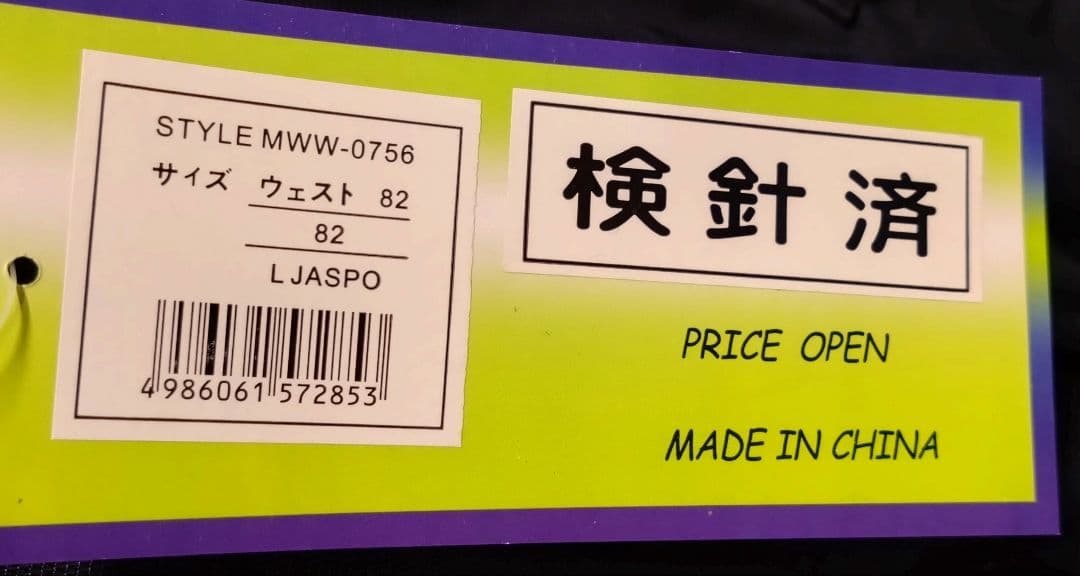 STYLE MWW-0756
サイズ ウェスト 82
82
L JASPO
4986061572853
検針済
PRICE OPEN
MADE IN CHINA